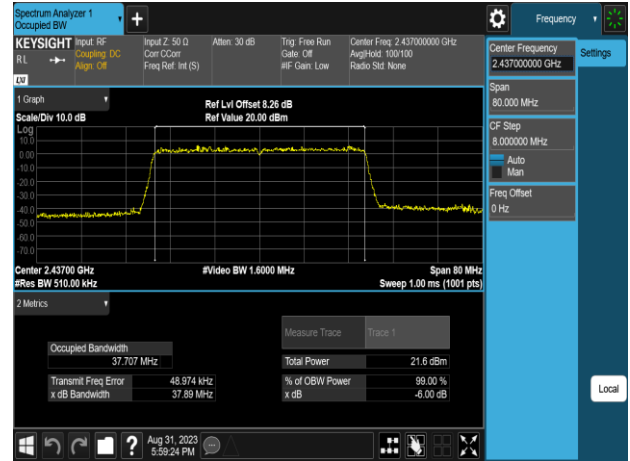 Spectrum Analyzer 1
Occupied BW
Frequency
KEYSIGHT
Input: RF
Coupling: DC
Align: Off
Input Z: 50 Ω
Corr CCorr
Freq Ref: Int (S)
Atten: 30 dB
Trig: Free Run
Gate: Off
#IF Gain: Low
Center Freq: 2.437000000 GHz
Avg|Hold: 100/100
Radio Std: None
RL
LXI
Center Frequency
2.437000000 GHz
Settings
Span
80.000 MHz
CF Step
8.000000 MHz
Auto
Man
Freq Offset
0 Hz
Local
1 Graph
Scale/Div 10.0 dB
Ref Lvl Offset 8.26 dB
Ref Value 20.00 dBm
Log
10.0
0.00
-10.0
-20.0
-30.0
-40.0
-50.0
-60.0
-70.0
Center 2.43700 GHz
#Video BW 1.6000 MHz
Span 80 MHz
#Res BW 510.00 kHz
Sweep 1.00 ms (1001 pts)
2 Metrics
Measure Trace
Trace 1
Occupied Bandwidth
37.707 MHz
Total Power
21.6 dBm
Transmit Freq Error
48.974 kHz
% of OBW Power
99.00 %
x dB Bandwidth
37.89 MHz
x dB
-6.00 dB
Aug 31, 2023
5:59:24 PM